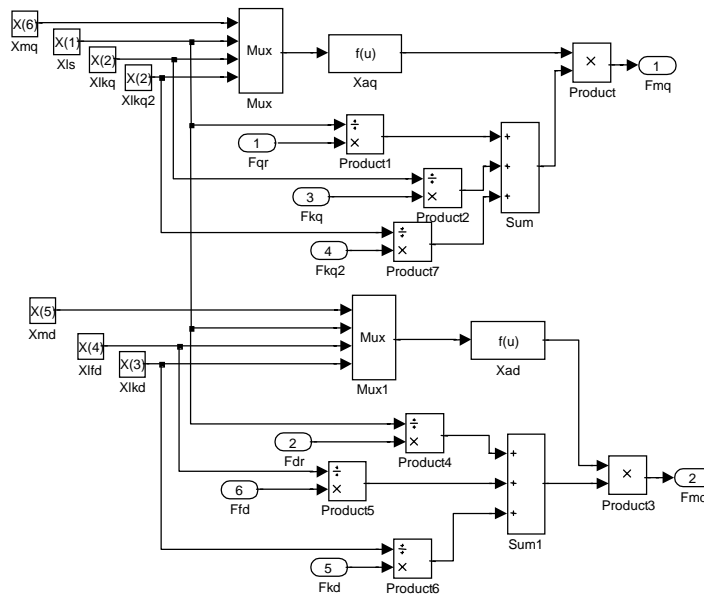 X(6)
Xmq
X(1)
Xls
X(2)
Xlkq
X(2)
Xlkq2
Mux
Mux
f(u)
Xaq
×
Product
1
Fmq
÷
×
Product1
1
Fqr
÷
×
Product2
3
Fkq
÷
×
Product7
4
Fkq2
+
+
+
Sum
X(5)
Xmd
X(4)
Xlfd
X(3)
Xlkd
Mux
Mux1
f(u)
Xad
÷
×
Product4
2
Fdr
÷
×
Product5
6
Ffd
÷
×
Product6
5
Fkd
+
+
+
Sum1
×
Product3
2